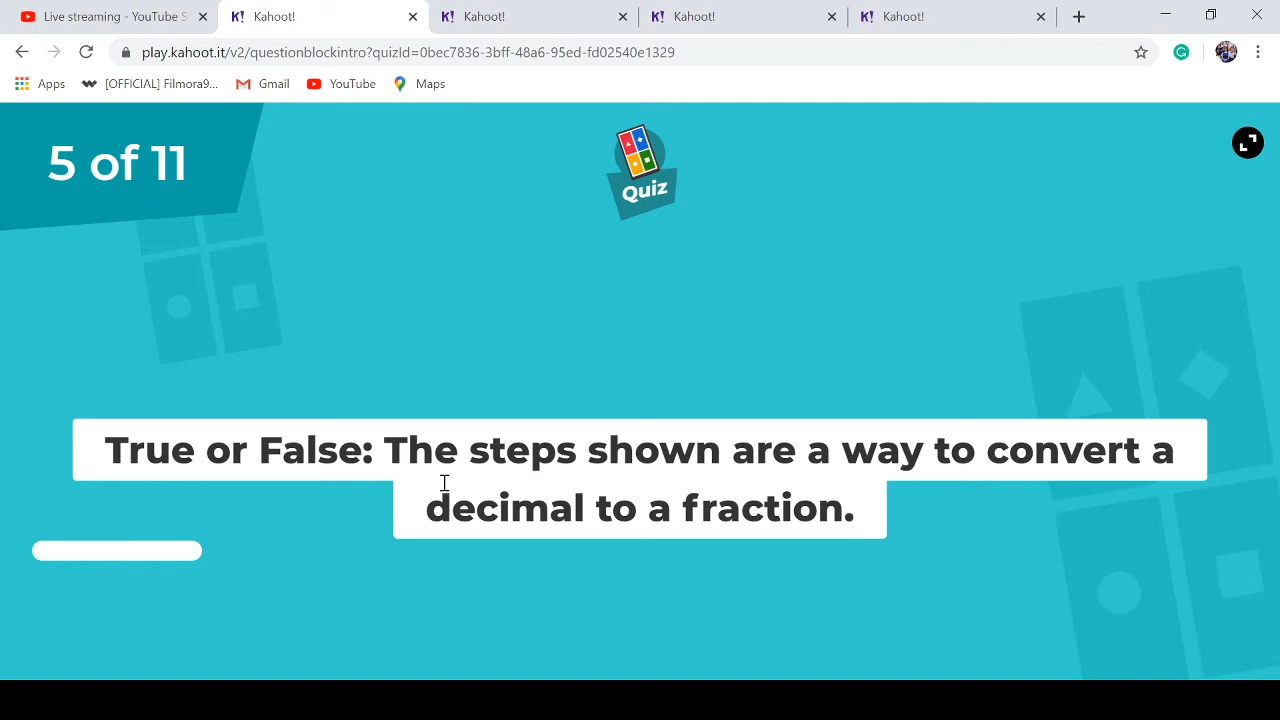 Live streaming - YouTube S
Kahoot!
Kahoot!
Kahoot!
Kahoot!
play.kahoot.it/v2/questionblockintro?quizId=0bec7836-3bff-48a6-95ed-fd02540e1329
Apps
[OFFICIAL] Filmora9...
Gmail
YouTube
Maps
5 of 11
Quiz
True or False: The steps shown are a way to convert a
decimal to a fraction.